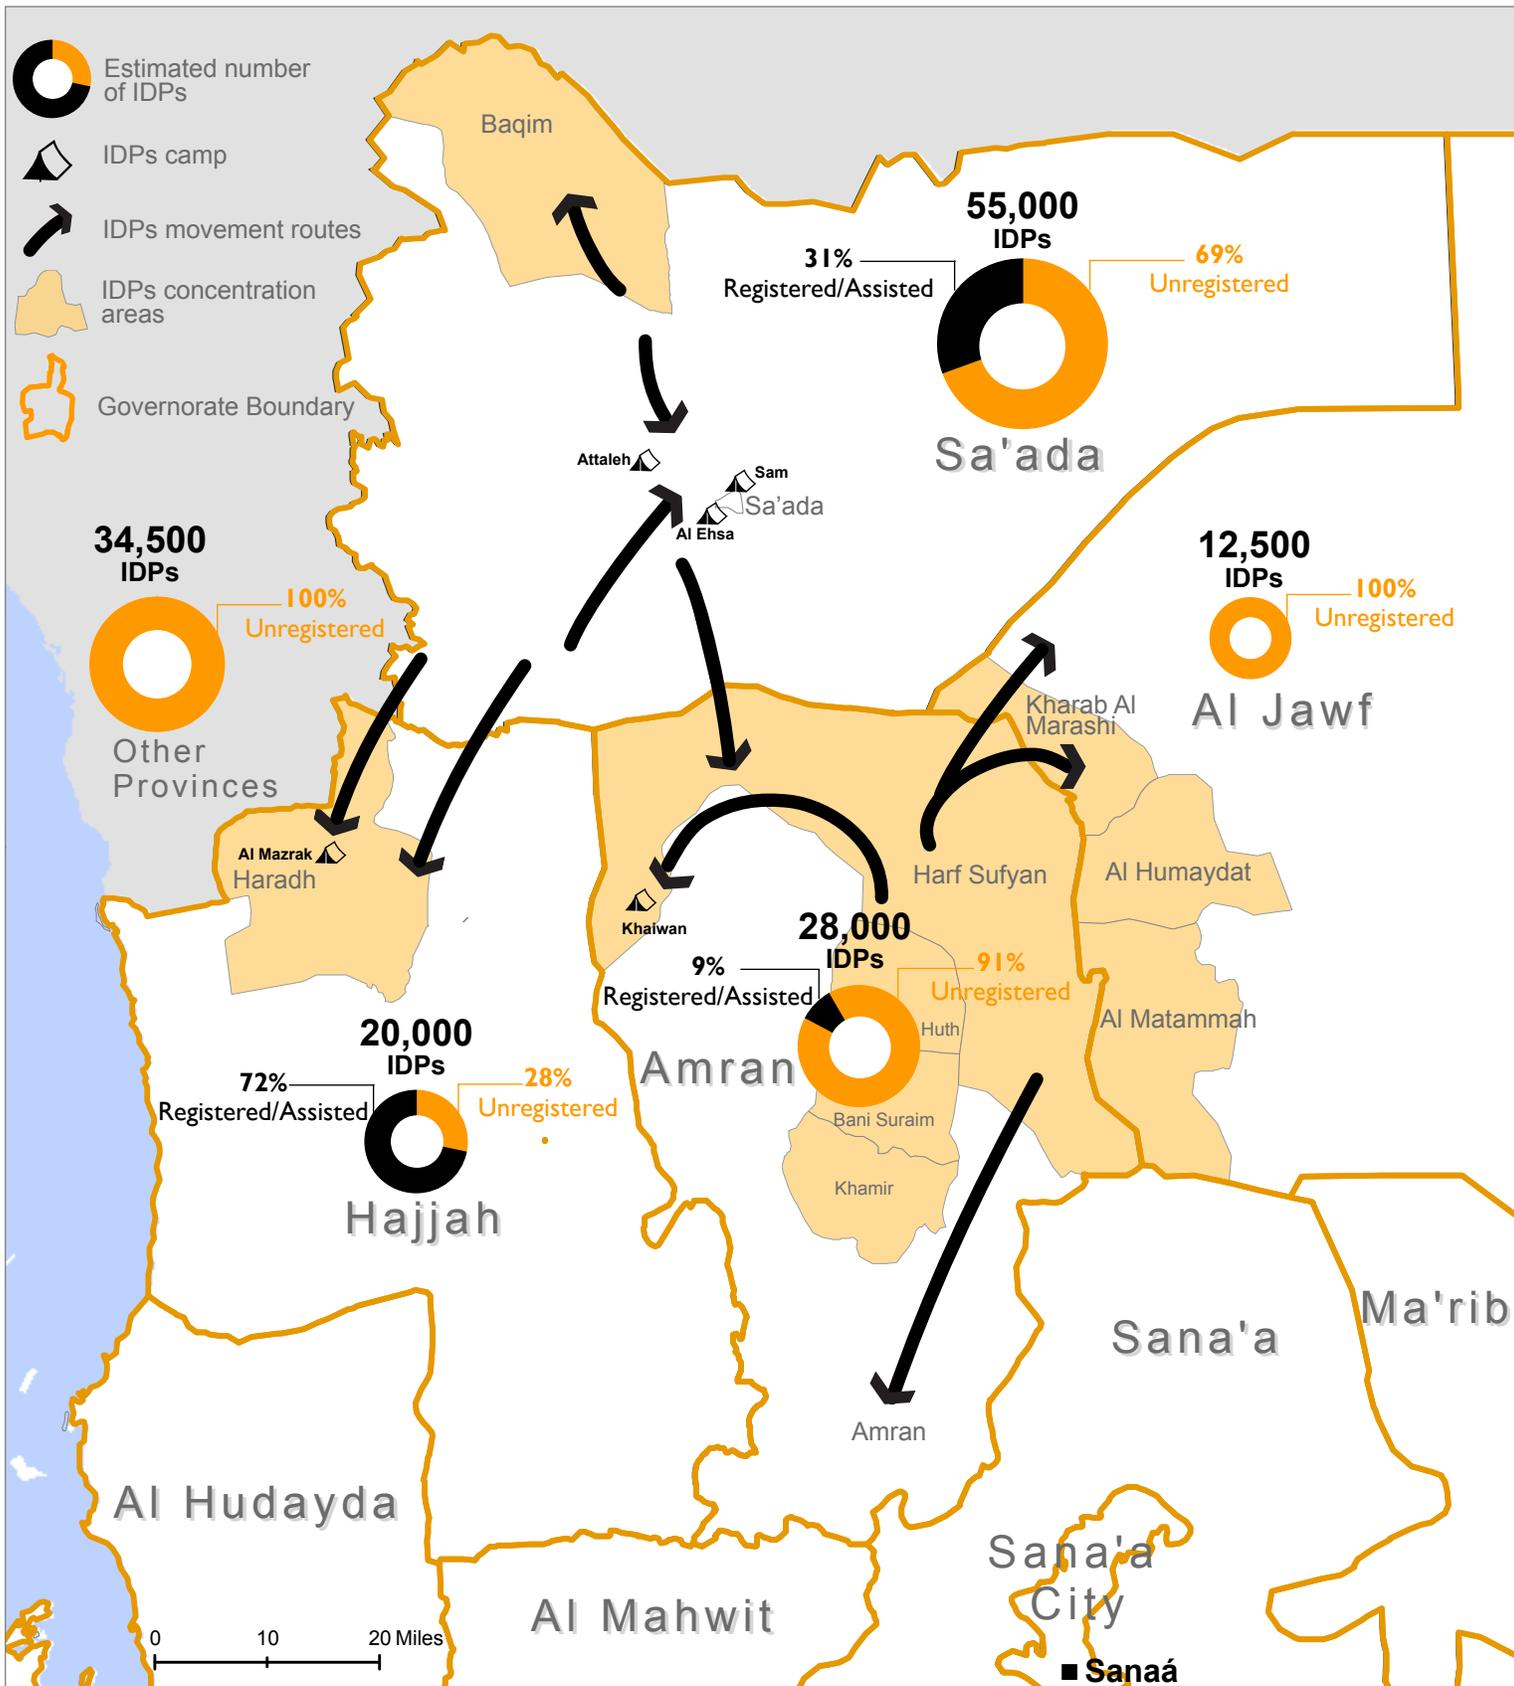 Estimated number
of IDPs
IDPs camp
IDPs movement routes
IDPs concentration
areas
Governorate Boundary
Baqim
55,000
IDPs
31%
Registered/Assisted
69%
Unregistered
Sa'ada
Attaleh
Sam
Sa'ada
Al Ehsa
34,500
IDPs
100%
Unregistered
Other
Provinces
12,500
IDPs
100%
Unregistered
Al Jawf
Kharab Al
Marashi
Al Mazrak
Haradh
Harf Sufyan
Al Humaydat
Khaiwan
28,000
IDPs
9%
Registered/Assisted
91%
Unregistered
Huth
Al Matammah
Amran
Bani Suraim
Khamir
20,000
IDPs
72%
Registered/Assisted
28%
Unregistered
Hajjah
Ma'rib
Sana'a
Amran
Al Hudayda
Sana'a
City
Al Mahwit
0 10 20 Miles
Sanaá